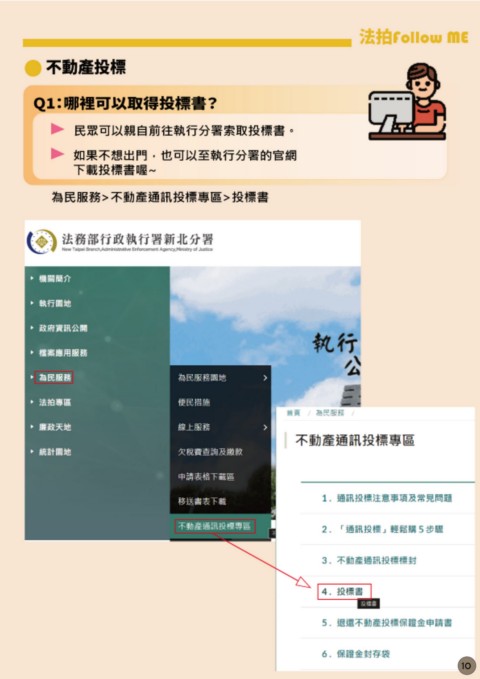 法拍Follow ME
不動產投標
Q1:哪裡可以取得投標書？
民眾可以親自前往執行分署索取投標書。
如果不想出門，也可以至執行分署的官網
下載投標書喔~
為民服務>不動產通訊投標專區>投標書
法務部行政執行署新北分署
New Taipei Branch,Administrative Enforcement Agency,Ministry of Justice
機關簡介
執行園地
政府資訊公開
檔案應用服務
為民服務
法拍專區
廉政天地
統計園地
執行
公
為民服務園地
便民措施
線上服務
欠稅費查詢及繳款
申請表格下載區
移送書表下載
不動產通訊投標專區
首頁 / 為民服務 /
不動產通訊投標專區
1. 通訊投標注意事項及常見問題
2. 「通訊投標」輕鬆購 5 步驟
3. 不動產通訊投標標封
4. 投標書
投標書
5. 退還不動產投標保證金申請書
6. 保證金封存袋
10